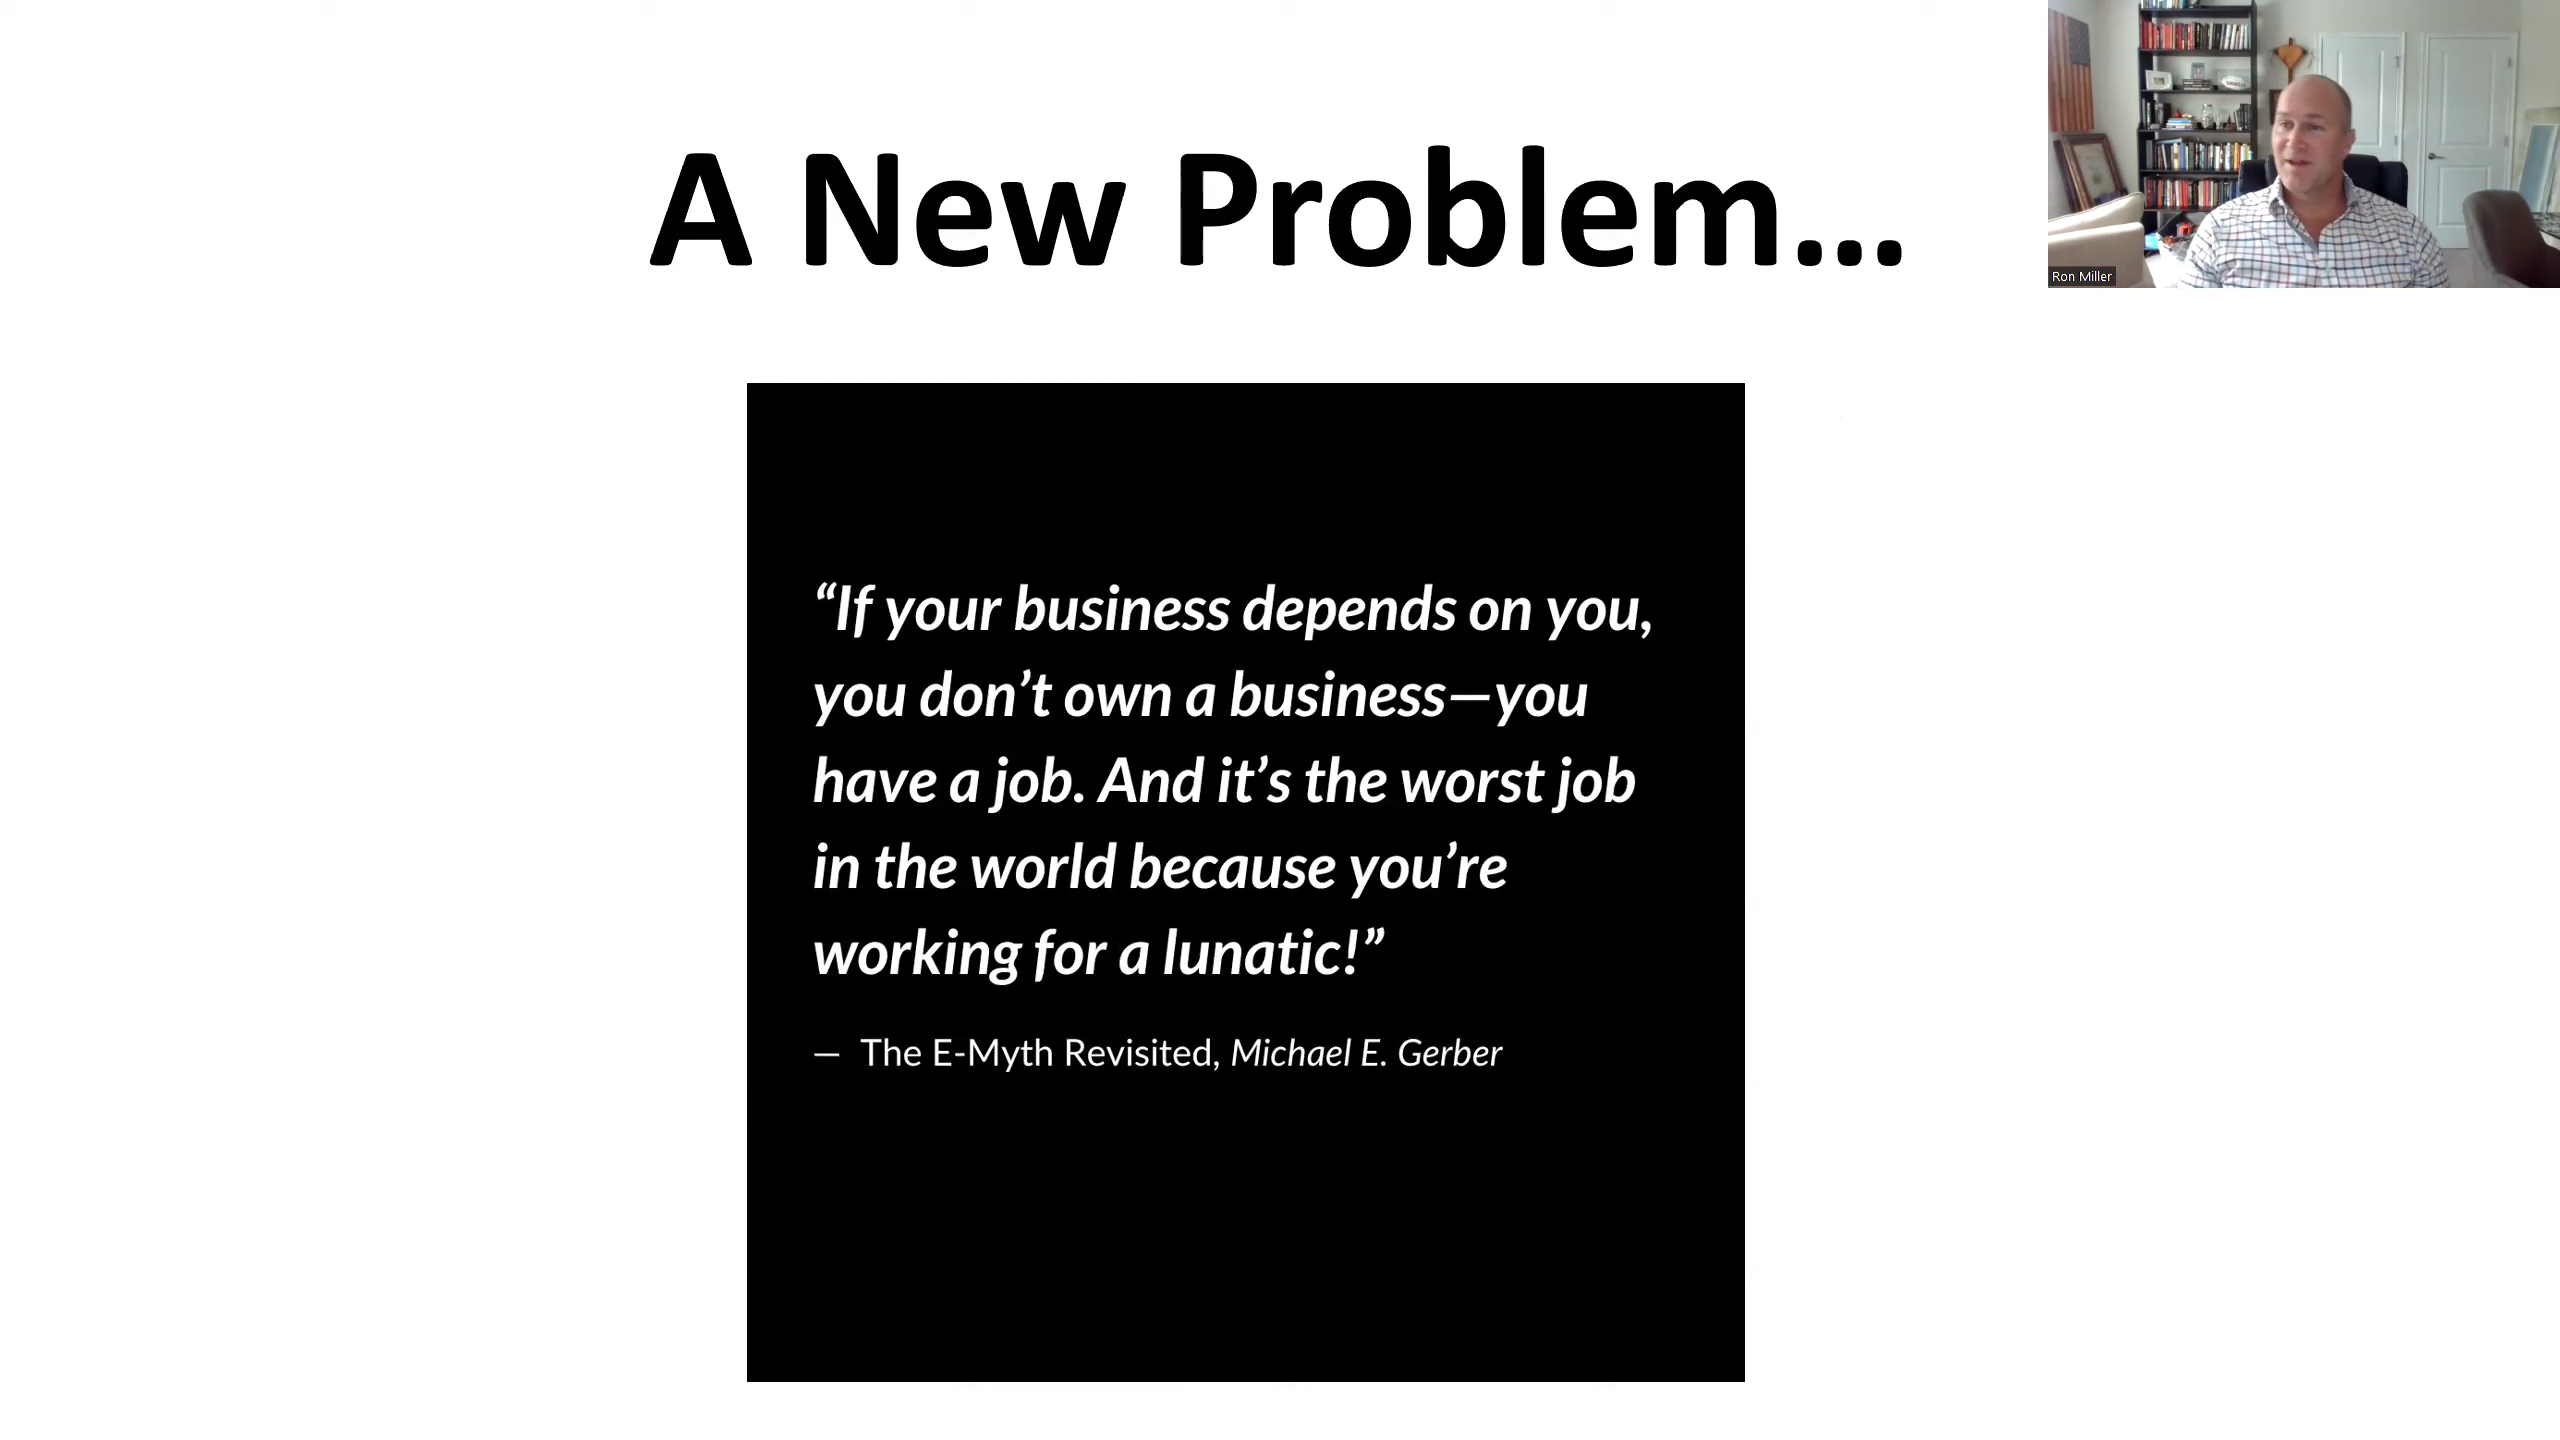 A New Problem...
Ron Miller
“If your business depends on you,
you don’t own a business—you
have a job. And it’s the worst job
in the world because you’re
working for a lunatic!”
— The E-Myth Revisited, Michael E. Gerber